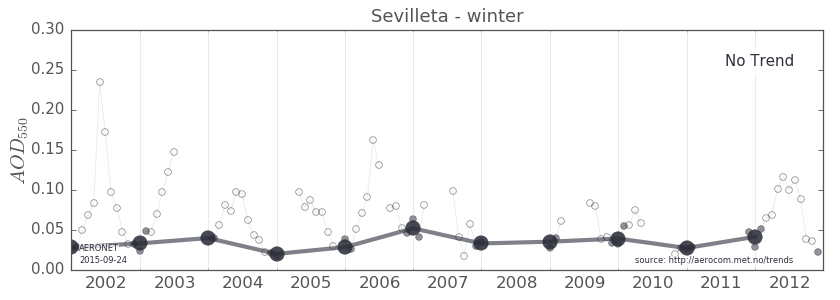 Sevilleta - winter
No Trend
AOD550
0.30
0.25
0.20
0.15
0.10
0.05
0.00
AERONET
2015-09-24
source: http://aerocom.met.no/trends
2002 2003 2004 2005 2006 2007 2008 2009 2010 2011 2012